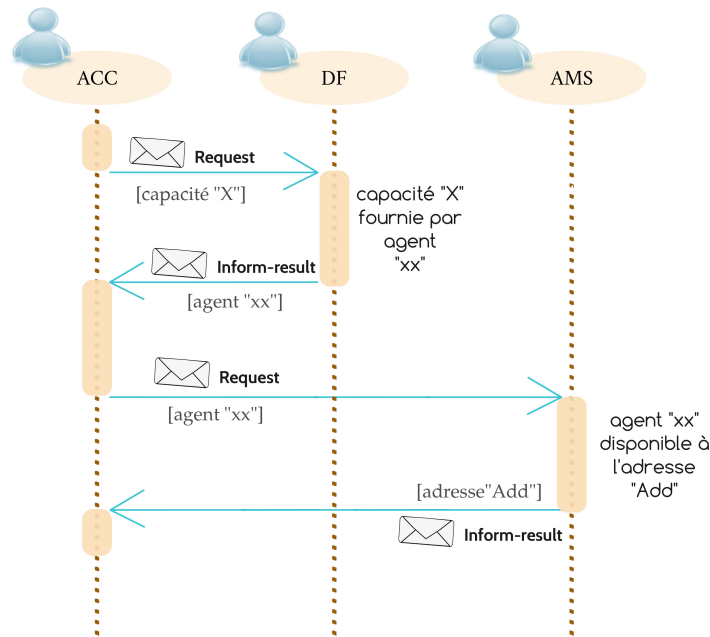 ACC
DF
AMS
Request
[capacité "X"]
capacité "X"
fournie par
agent
"xx"
Inform-result
[agent "xx"]
Request
[agent "xx"]
agent "xx"
disponible à
l'adresse
"Add"
[adresse"Add"]
Inform-result